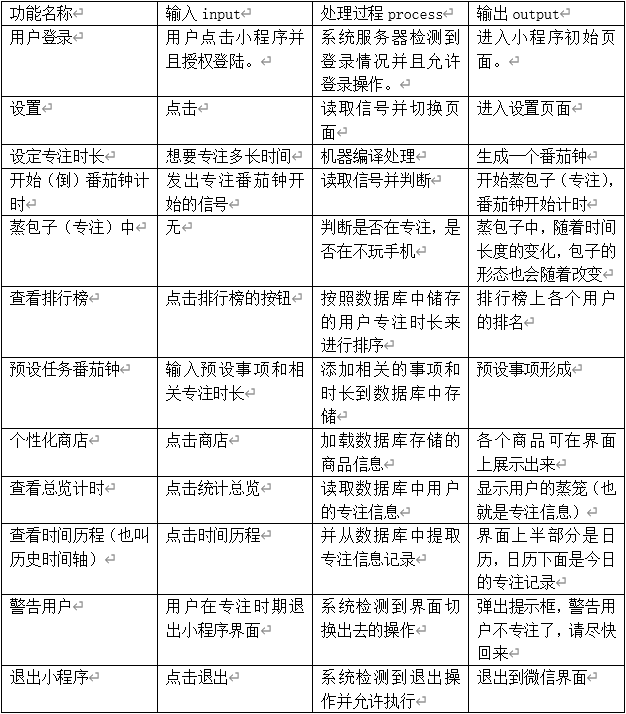 功能名称 输入 input 处理过程 process 输出 output
用户登录 用户点击小程序并 系统服务器检测到 进入小程序初始页
且授权登陆。 登录情况并且允许 面。
登录操作。
设置 点击 读取信号并切换页 进入设置页面
面
设定专注时长 想要专注多长时间 机器编译处理 生成一个番茄钟
开始（倒）番茄钟计 发出专注番茄钟开 读取信号并判断 开始蒸包子（专注），
时 始的信号 番茄钟开始计时
蒸包子（专注）中 无 判断是否在专注，是 蒸包子中，随着时间
否在不玩手机 长度的变化，包子的
形态也会随着改变
查看排行榜 点击排行榜的按钮 按照数据库中储存 排行榜上各个用户
的用户专注时长来 的排名
进行排序
预设任务番茄钟 输入预设事项和相 添加相关的事项和 预设事项形成
关专注时长 时长到数据库中存
储
个性化商店 点击商店 加载数据库存储的 各个商品可在界面
商品信息 上展示出来
查看总览计时 点击统计总览 读取数据库中用户 显示用户的蒸笼（也
的专注信息 就是专注信息）
查看时间历程（也叫 点击时间历程 并从数据库中提取 界面上半部分是日
历史时间轴） 专注信息记录 历，日历下面是今日
的专注记录
警告用户 用户在专注时期退 系统检测到界面切 弹出提示框，警告用
出小程序界面 换出去的操作 户不专注了，请尽快
回来
退出小程序 点击退出 系统检测到退出操 退出到微信界面
作并允许执行